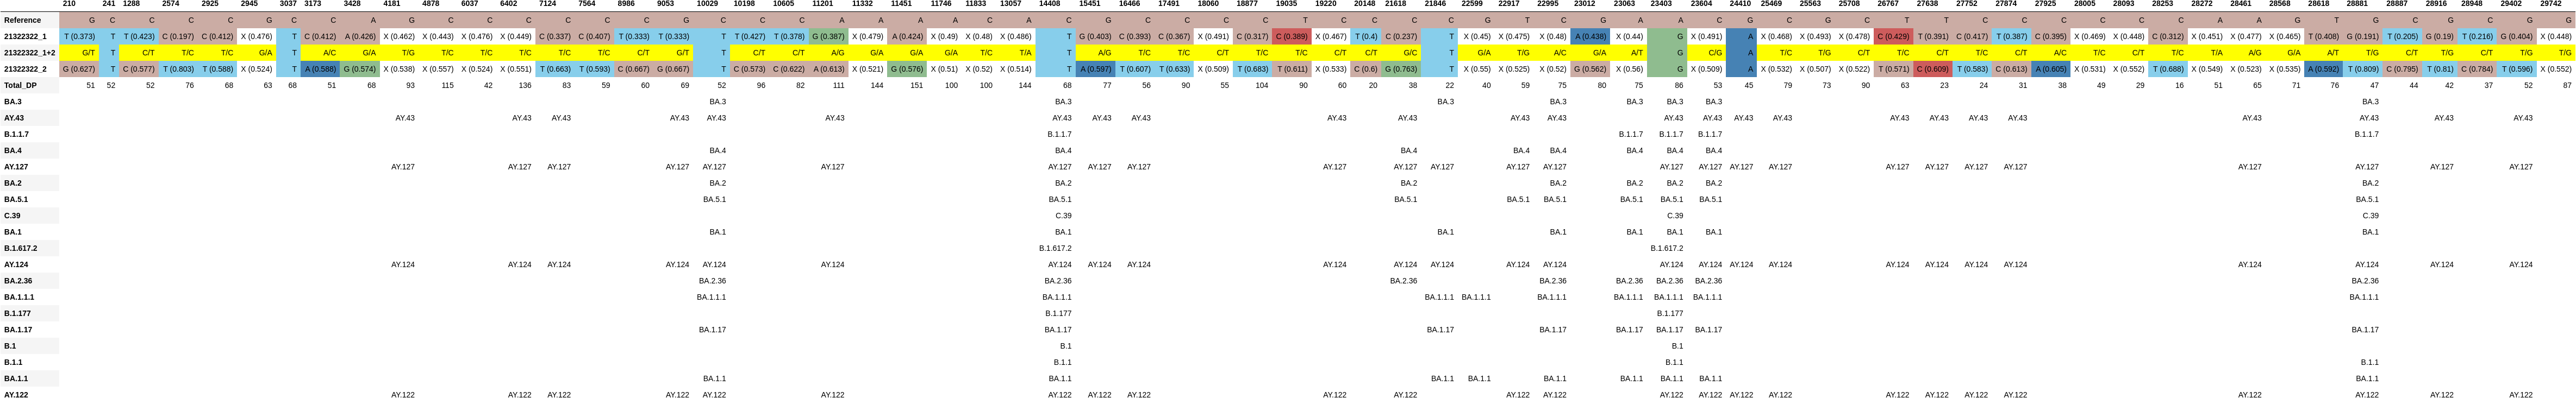 210 241 1288 2574 2925 2945 3037 3173 3428 4181 4878 6037 6402 7124 7564 8986 9053 10029 10198 10605 11201 11332 11451 11746 11833 13057 14408 15451 16466 17491 18060 18877 19035 19220 20148 21618 21846 22599 22917 22995 23012 23063 23403 23604 24410 25469 25563 25708 26767 27638 27752 27874 27925 28005 28093 28253 28272 28461 28568 28618 28881 28887 28916 28948 29402 29742
Reference G C C C C G C C A G C C C C C C C C C C A A A A C A C G C C C C T C C C C G T C G A A C G C G C T T C C C C C C A A G T G C G C G G
21322322_1 T (0.373) T T (0.423) C (0.197) C (0.412) X (0.476) T C (0.412) A (0.426) X (0.462) X (0.443) X (0.476) X (0.449) C (0.337) C (0.407) T (0.333) T (0.333) T T (0.427) T (0.378) G (0.387) X (0.479) A (0.424) X (0.49) X (0.48) X (0.486) T G (0.403) C (0.393) C (0.367) X (0.491) C (0.317) C (0.389) X (0.467) T (0.4) C (0.237) T X (0.45) X (0.475) X (0.48) A (0.438) X (0.44) G X (0.491) A X (0.468) X (0.493) X (0.478) C (0.429) T (0.391) C (0.417) T (0.387) C (0.395) X (0.469) X (0.448) C (0.312) X (0.451) X (0.477) X (0.465) T (0.408) G (0.191) T (0.205) G (0.19) T (0.216) G (0.404) X (0.448)
21322322_1+2 G/T T C/T T/C T/C G/A T A/C G/A T/G T/C T/C T/C T/C T/C C/T G/T T C/T C/T A/G G/A G/A G/A T/C T/A T A/G T/C T/C C/T T/C T/C C/T C/T G/C T G/A T/G T/C G/A A/T G C/G A T/C T/G C/T T/C C/T T/C C/T A/C T/C C/T T/C T/A A/G G/A A/T T/G C/T T/G C/T T/G T/G
21322322_2 G (0.627) T C (0.577) T (0.803) T (0.588) X (0.524) T A (0.588) G (0.574) X (0.538) X (0.557) X (0.524) X (0.551) T (0.663) T (0.593) C (0.667) G (0.667) T C (0.573) C (0.622) A (0.613) X (0.521) G (0.576) X (0.51) X (0.52) X (0.514) T A (0.597) T (0.607) T (0.633) X (0.509) T (0.683) T (0.611) X (0.533) C (0.6) G (0.763) T X (0.55) X (0.525) X (0.52) G (0.562) X (0.56) G X (0.509) A X (0.532) X (0.507) X (0.522) T (0.571) C (0.609) T (0.583) C (0.613) A (0.605) X (0.531) X (0.552) T (0.688) X (0.549) X (0.523) X (0.535) A (0.592) T (0.809) C (0.795) T (0.81) C (0.784) T (0.596) X (0.552)
Total_DP 51 52 52 76 68 63 68 51 68 93 115 42 136 83 59 60 69 52 96 82 111 144 151 100 100 144 68 77 56 90 55 104 90 60 20 38 22 40 59 75 80 75 86 53 45 79 73 90 63 23 24 31 38 49 29 16 51 65 71 76 47 44 42 37 52 87
BA.3 BA.3 BA.3 BA.3 BA.3 BA.3 BA.3 BA.3 BA.3
AY.43 AY.43 AY.43 AY.43 AY.43 AY.43 AY.43 AY.43 AY.43 AY.43 AY.43 AY.43 AY.43 AY.43 AY.43 AY.43 AY.43 AY.43 AY.43 AY.43 AY.43 AY.43 AY.43 AY.43 AY.43 AY.43
B.1.1.7 B.1.1.7 B.1.1.7 B.1.1.7 B.1.1.7 B.1.1.7
BA.4 BA.4 BA.4 BA.4 BA.4 BA.4 BA.4 BA.4 BA.4
AY.127 AY.127 AY.127 AY.127 AY.127 AY.127 AY.127 AY.127 AY.127 AY.127 AY.127 AY.127 AY.127 AY.127 AY.127 AY.127 AY.127 AY.127 AY.127 AY.127 AY.127 AY.127 AY.127 AY.127 AY.127 AY.127 AY.127
BA.2 BA.2 BA.2 BA.2 BA.2 BA.2 BA.2 BA.2 BA.2
BA.5.1 BA.5.1 BA.5.1 BA.5.1 BA.5.1 BA.5.1 BA.5.1 BA.5.1 BA.5.1 BA.5.1
C.39 C.39 C.39 C.39
BA.1 BA.1 BA.1 BA.1 BA.1 BA.1 BA.1 BA.1 BA.1
B.1.617.2 B.1.617.2 B.1.617.2
AY.124 AY.124 AY.124 AY.124 AY.124 AY.124 AY.124 AY.124 AY.124 AY.124 AY.124 AY.124 AY.124 AY.124 AY.124 AY.124 AY.124 AY.124 AY.124 AY.124 AY.124 AY.124 AY.124 AY.124 AY.124 AY.124 AY.124
BA.2.36 BA.2.36 BA.2.36 BA.2.36 BA.2.36 BA.2.36 BA.2.36 BA.2.36 BA.2.36
BA.1.1.1 BA.1.1.1 BA.1.1.1 BA.1.1.1 BA.1.1.1 BA.1.1.1 BA.1.1.1 BA.1.1.1 BA.1.1.1 BA.1.1.1
B.1.177 B.1.177 B.1.177
BA.1.17 BA.1.17 BA.1.17 BA.1.17 BA.1.17 BA.1.17 BA.1.17 BA.1.17 BA.1.17
B.1 B.1 B.1
B.1.1 B.1.1 B.1.1 B.1.1
BA.1.1 BA.1.1 BA.1.1 BA.1.1 BA.1.1 BA.1.1 BA.1.1 BA.1.1 BA.1.1 BA.1.1
AY.122 AY.122 AY.122 AY.122 AY.122 AY.122 AY.122 AY.122 AY.122 AY.122 AY.122 AY.122 AY.122 AY.122 AY.122 AY.122 AY.122 AY.122 AY.122 AY.122 AY.122 AY.122 AY.122 AY.122 AY.122 AY.122 AY.122